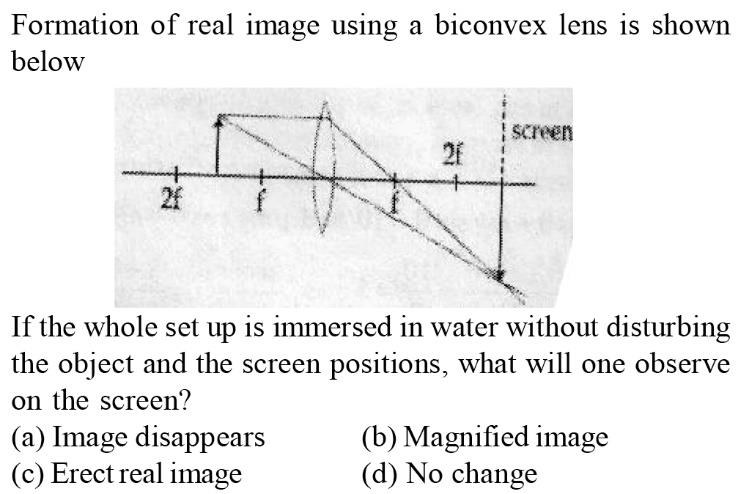 Formation of real image using a biconvex lens is shown
below
screen
2f
2f
f
f
If the whole set up is immersed in water without disturbing
the object and the screen positions, what will one observe
on the screen?
(a) Image disappears (b) Magnified image
(c) Erect real image (d) No change